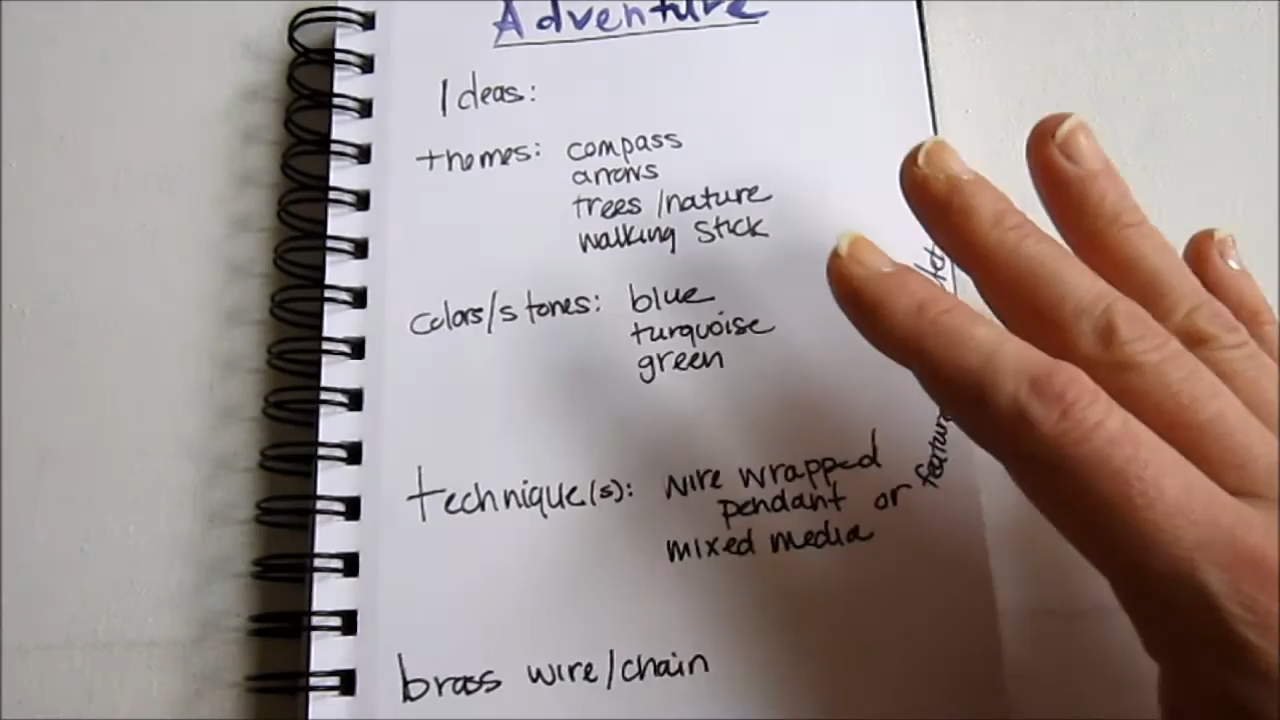 Adventure
Ideas:
themes: compass
arrows
trees/nature
walking stick
colors/stones: blue
turquoise
green
technique(s): wire wrapped
pendant or
mixed media
brass wire/chain